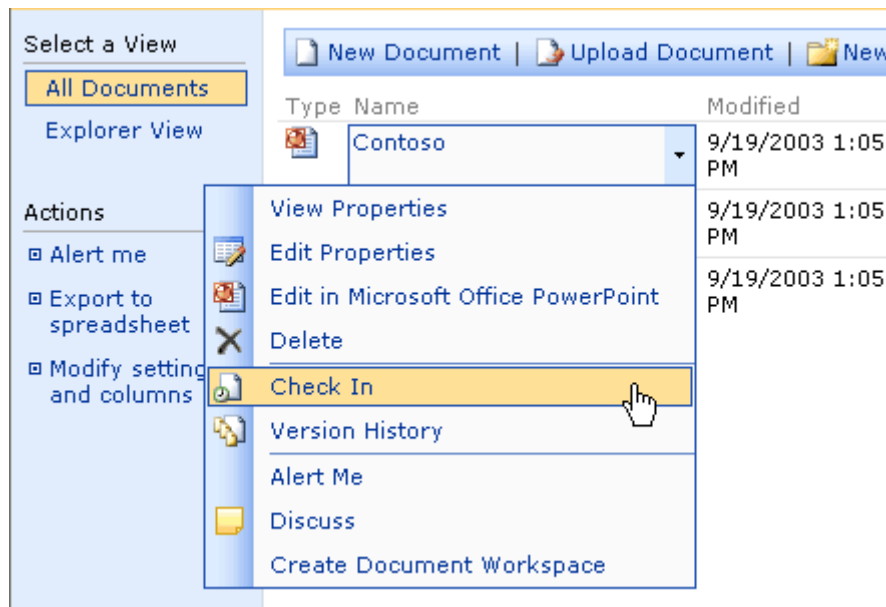 Select a View
All Documents
Explorer View
Actions
Alert me
Export to
spreadsheet
Modify setting
and columns
New Document | Upload Document | New
Type Name Modified
Contoso 9/19/2003 1:05
PM
9/19/2003 1:05
PM
9/19/2003 1:05
PM
View Properties
Edit Properties
Edit in Microsoft Office PowerPoint
Delete
Check In
Version History
Alert Me
Discuss
Create Document Workspace